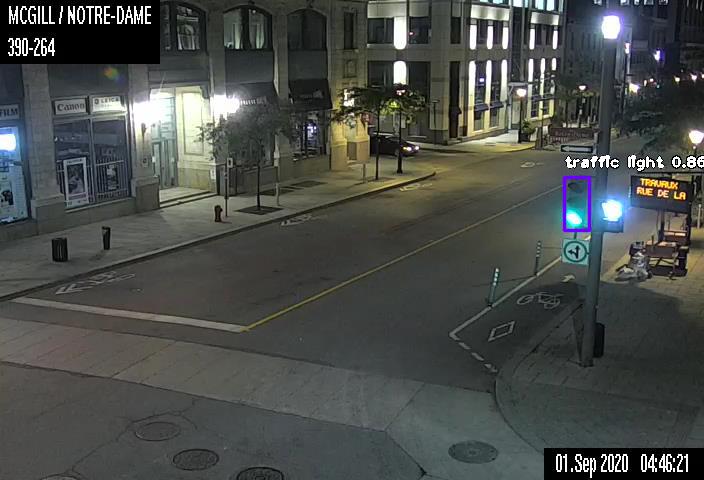 MCGILL / NOTRE-DAME
390-264
FILM
Canon
traffic light 0.86
TRAVAUX
RUE DE LA
01.Sep 2020 04:46:21